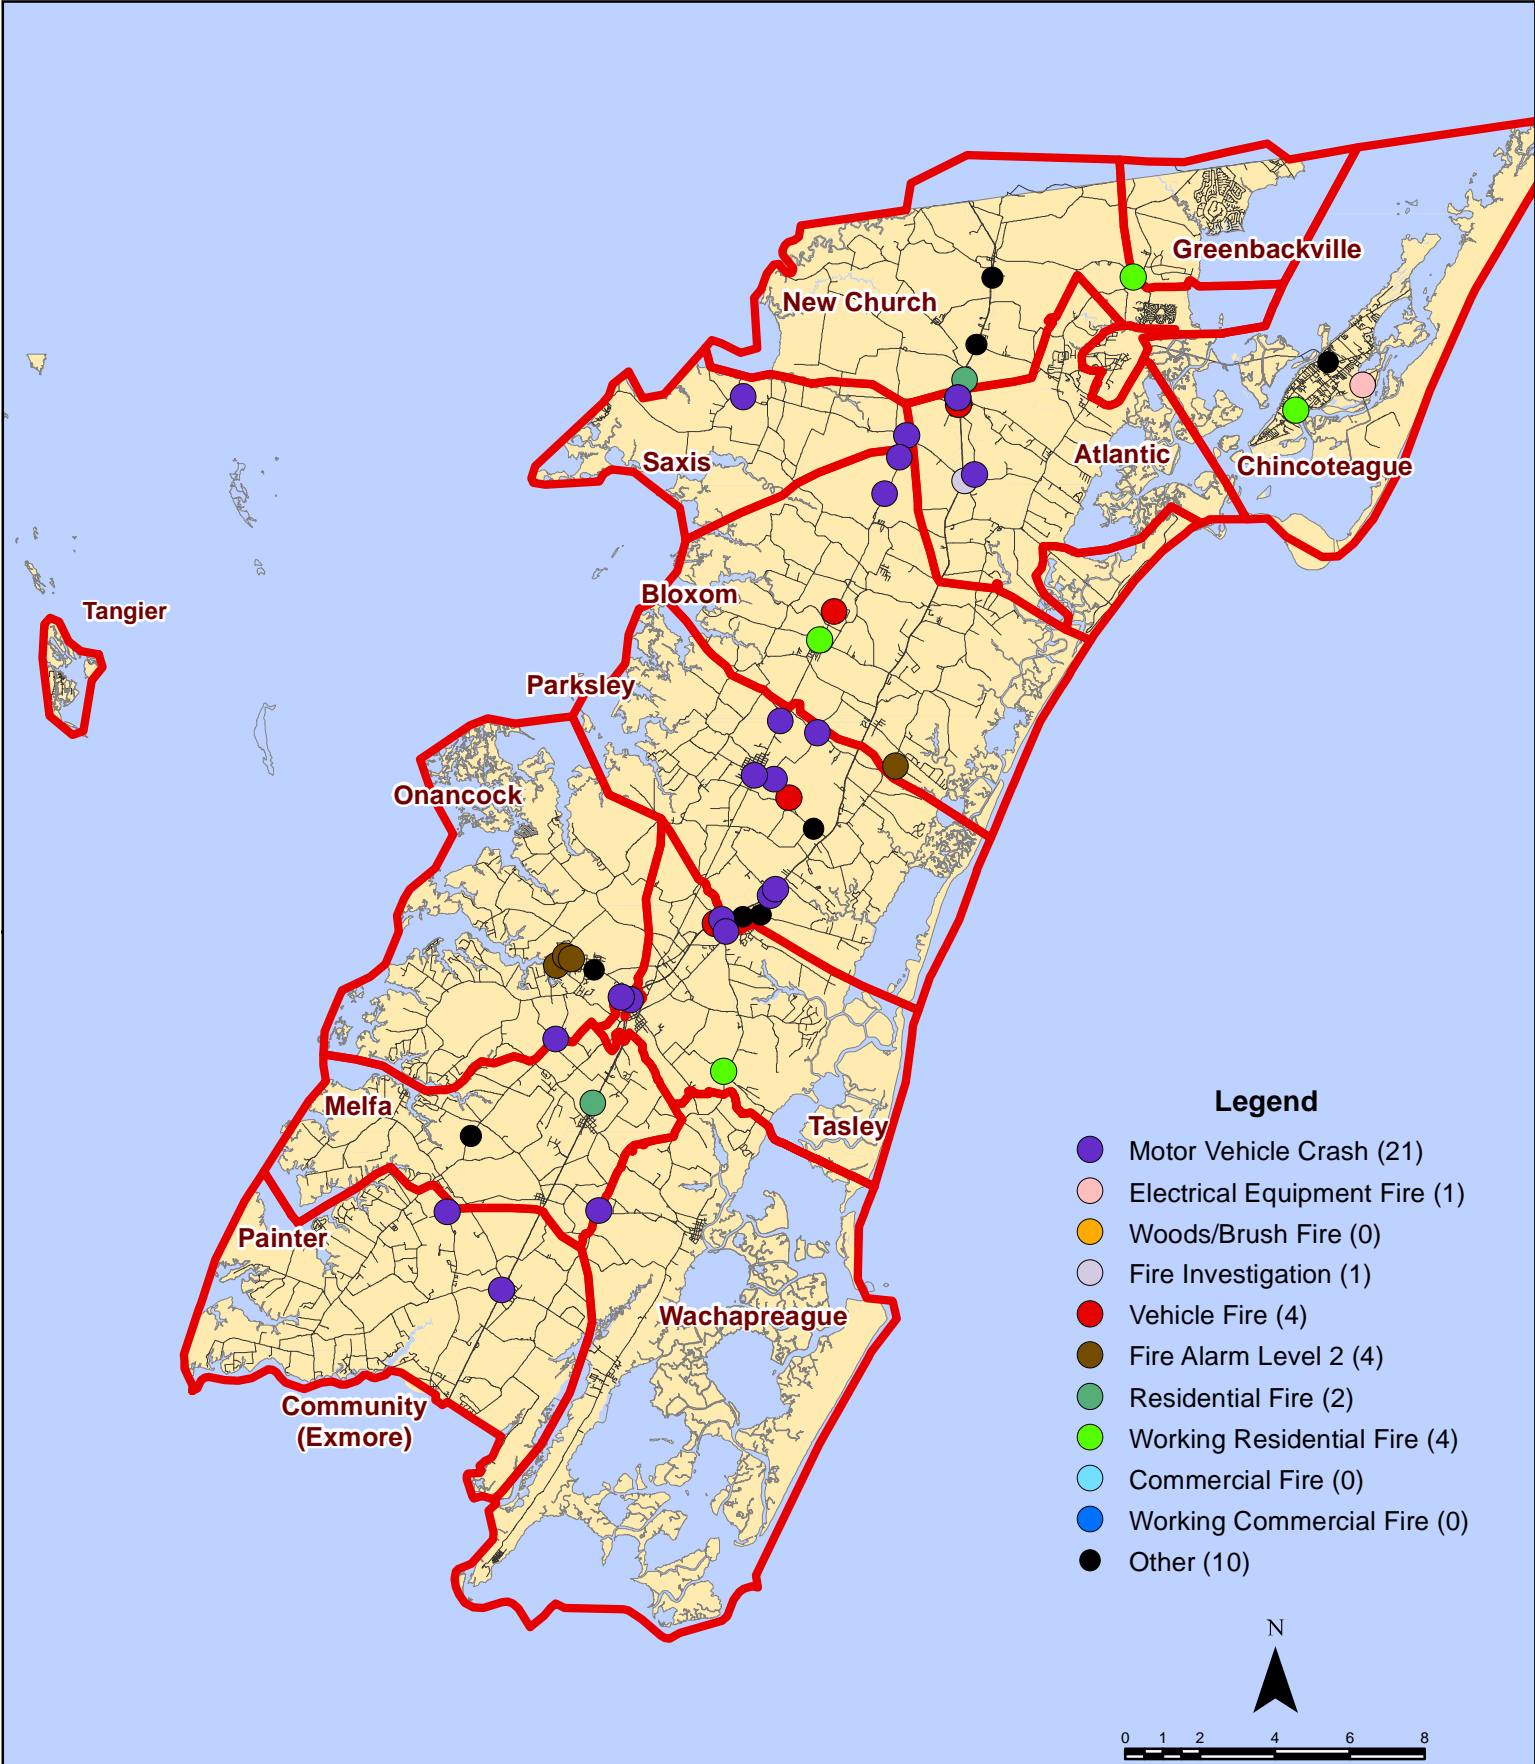 Greenbackville
New Church
Atlantic
Saxis
Chincoteague
Bloxom
Tangier
Parksley
Onancock
Melfa
Tasley
Painter
Wachapreague
Community
(Exmore)
Legend
Motor Vehicle Crash (21)
Electrical Equipment Fire (1)
Woods/Brush Fire (0)
Fire Investigation (1)
Vehicle Fire (4)
Fire Alarm Level 2 (4)
Residential Fire (2)
Working Residential Fire (4)
Commercial Fire (0)
Working Commercial Fire (0)
Other (10)
N
0 1 2 4 6 8